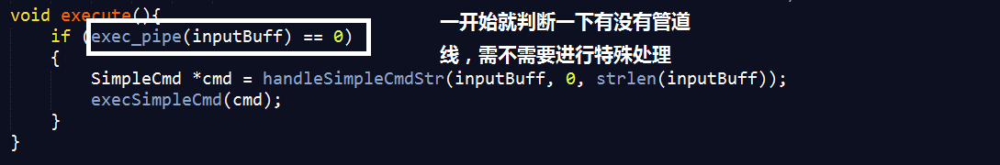 void execute(){
一开始就判断一下有没有管道
if (exec_pipe(inputBuff) == 0)
线，需不需要进行特殊处理
{
SimpleCmd *cmd = handleSimpleCmdStr(inputBuff, 0, strlen(inputBuff));
execSimpleCmd(cmd);
}
}